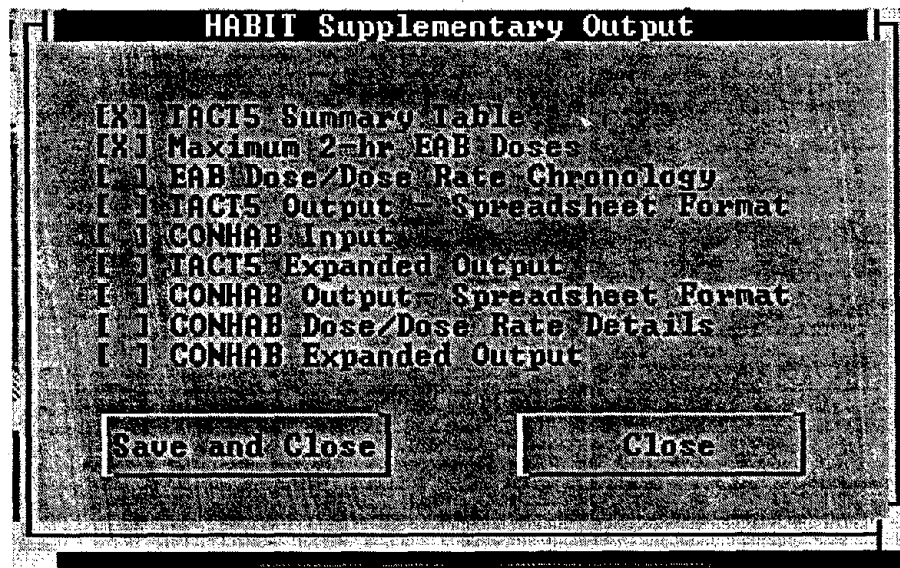 HABIT Supplementary Output
[X] TACT5 Summary Table
[X] Maximum 2-hr EAB Doses
[ ] EAB Dose/Dose Rate Chronology
[ ] TACT5 Output - Spreadsheet Format
[ ] CONHAB Input
[ ] TACT5 Expanded Output
[ ] CONHAB Output- Spreadsheet Format
[ ] CONHAB Dose/Dose Rate Details
[ ] CONHAB Expanded Output
Save and Close
Close